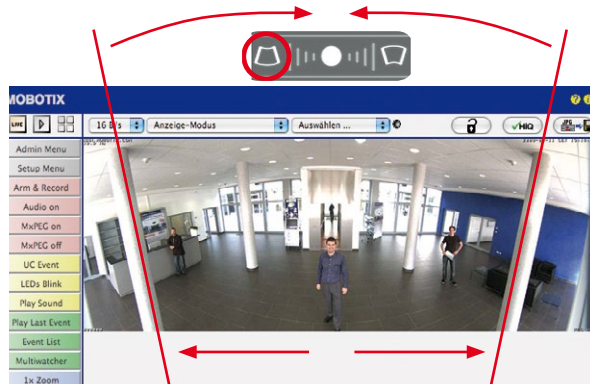 MOBOTIX
LIVE
16 B/s
Anzeige-Modus
Auswählen ...
HIQ
JPG
Admin Menu
Setup Menu
Arm & Record
Audio on
MxPEG on
MxPEG off
UC Event
LEDs Blink
Play Sound
Play Last Event
Event List
Multiwatcher
1x Zoom